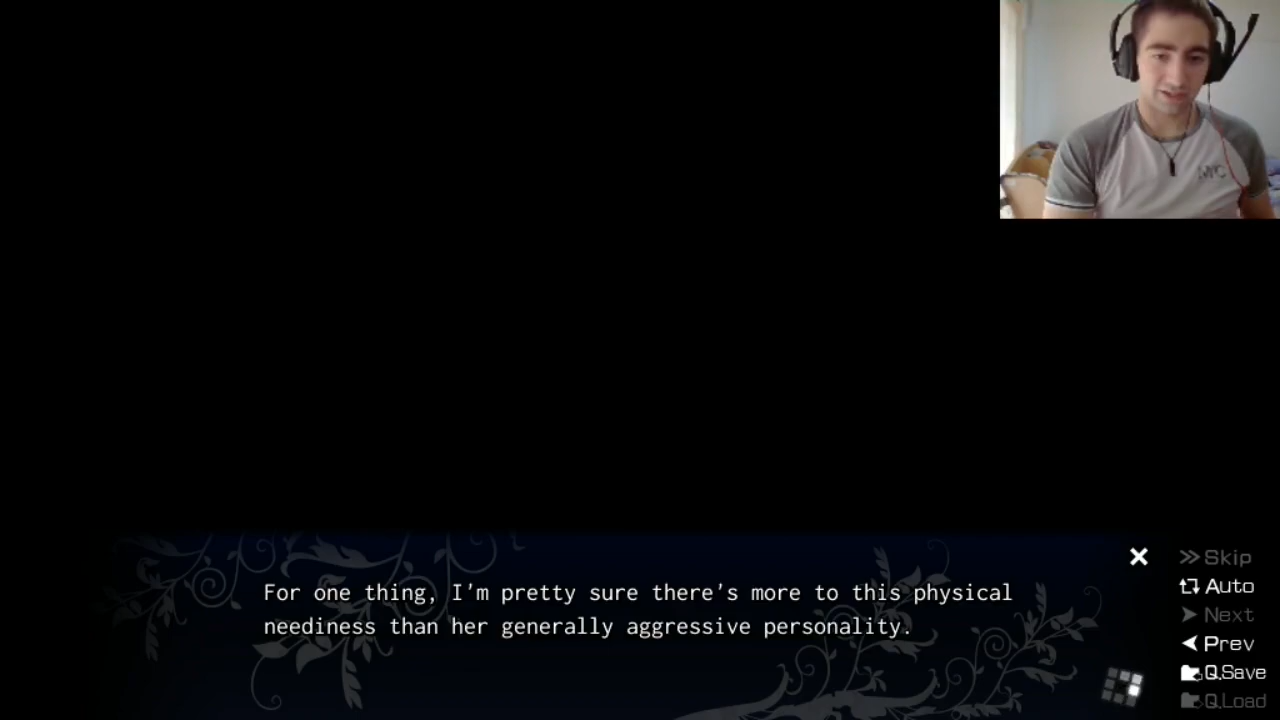 For one thing, I'm pretty sure there's more to this physical
neediness than her generally aggressive personality.
Skip
Auto
Next
Prev
Q.Save
Q.Load